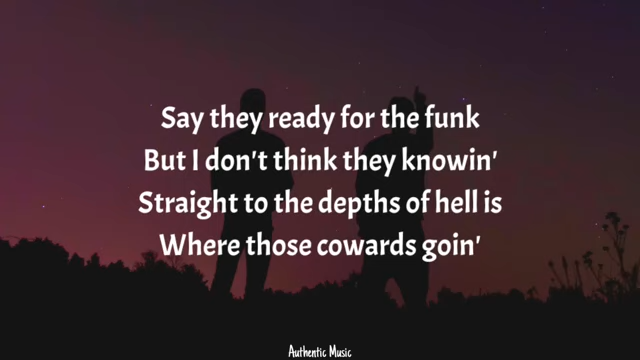 Say they ready for the funk
But I don't think they knowin'
Straight to the depths of hell is
Where those cowards goin'
Authentic Music